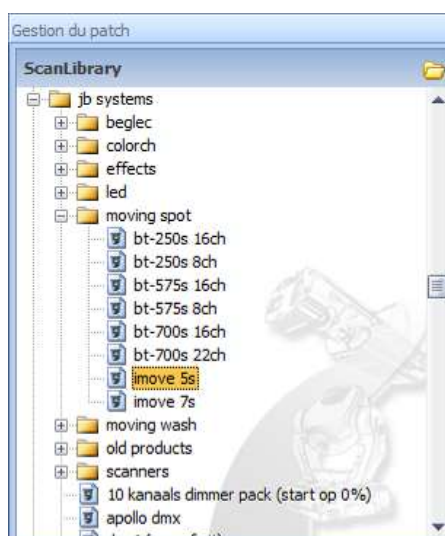 Gestion du patch
ScanLibrary
jb systems
beglec
colorch
effects
led
moving spot
bt-250s 16ch
bt-250s 8ch
bt-575s 16ch
bt-575s 8ch
bt-700s 16ch
bt-700s 22ch
imove 5s
imove 7s
moving wash
old products
scanners
10 kanaals dimmer pack (start op 0%)
apollo dmx